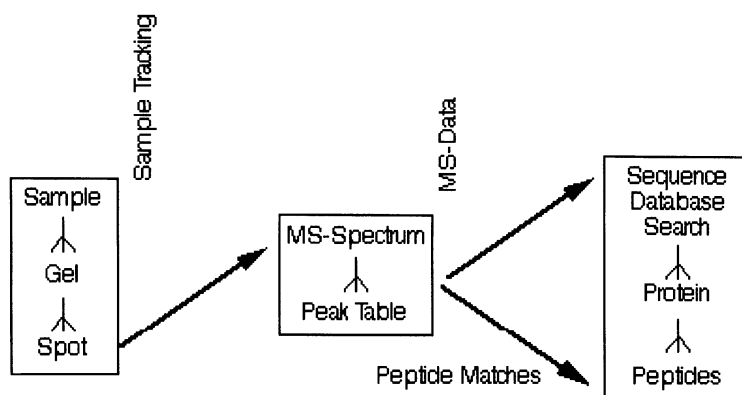 Sample Tracking
MS-Data
Sample
Gel
Spot
MS-Spectrum
Peak Table
Sequence
Database
Search
Protein
Peptides
Peptide Matches